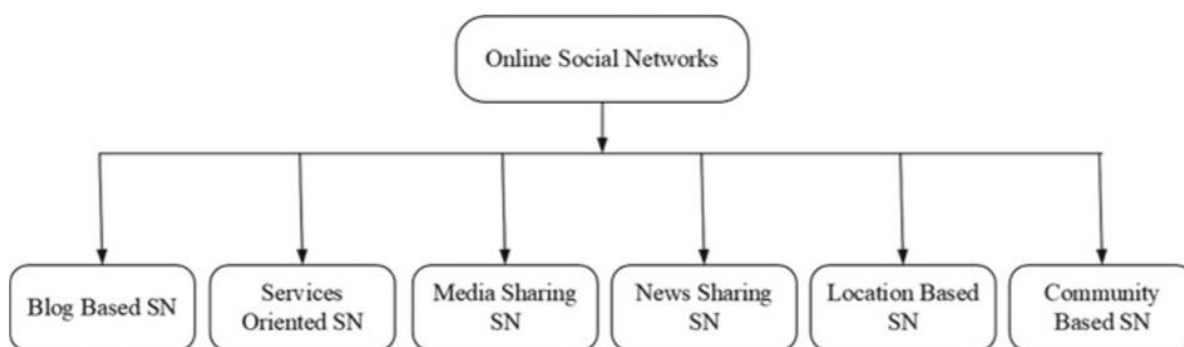 Online Social Networks
Blog Based SN
Services
Oriented SN
Media Sharing
SN
News Sharing
SN
Location Based
SN
Community
Based SN